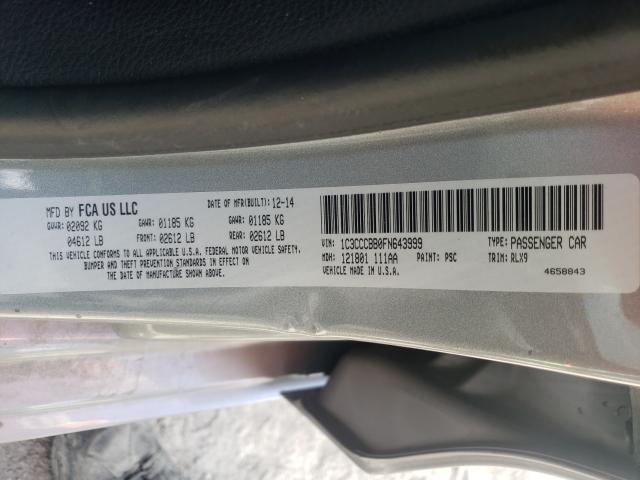 MFD BY FCA US LLC DATE OF MFR(BUILT): 12-14
GVWR: 02092 KG GAWR: 01185 KG GAWR: 01185 KG
04612 LB FRONT: 02612 LB REAR: 02612 LB
THIS VEHICLE CONFORMS TO ALL APPLICABLE U.S.A. FEDERAL MOTOR VEHICLE SAFETY,
BUMPER AND THEFT PREVENTION STANDARDS IN EFFECT ON
THE DATE OF MANUFACTURE SHOWN ABOVE.
VIN: 1C3CCCBB0FN643999 TYPE: PASSENGER CAR
MDH: 121801 111AA PAINT: PSC TRIM: RLX9
VEHICLE MADE IN U.S.A. 4658843